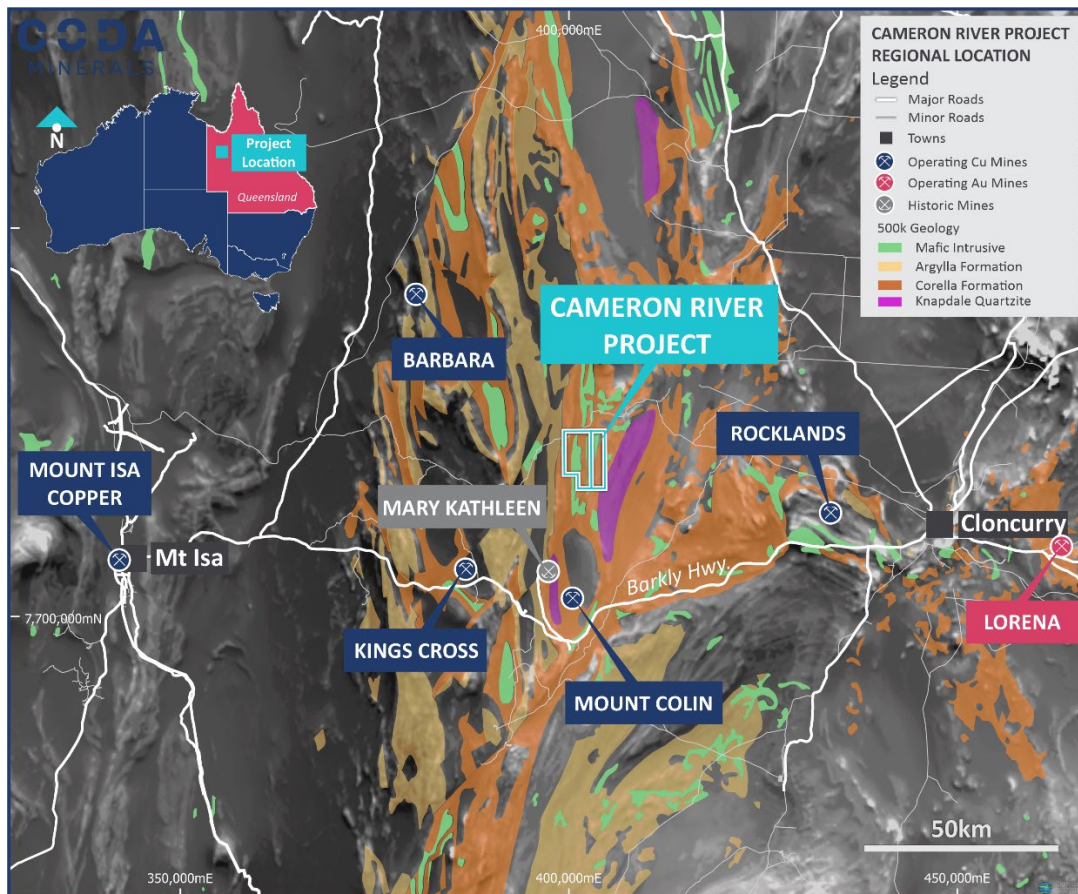 CODA
MINERALS
400,000mE
CAMERON RIVER PROJECT
REGIONAL LOCATION
Legend
Major Roads
Minor Roads
Towns
Operating Cu Mines
Operating Au Mines
Historic Mines
500k Geology
Mafic Intrusive
Argylla Formation
Corella Formation
Knapdale Quartzite
N
Project
Location
Queensland
BARBARA
CAMERON RIVER
PROJECT
ROCKLANDS
MOUNT ISA
COPPER
MARY KATHLEEN
Cloncurry
Mt Isa
Barkly Hwy.
7,700,000mN
KINGS CROSS
LORENA
MOUNT COLIN
50km
350,000mE
400,000mE
450,000mE